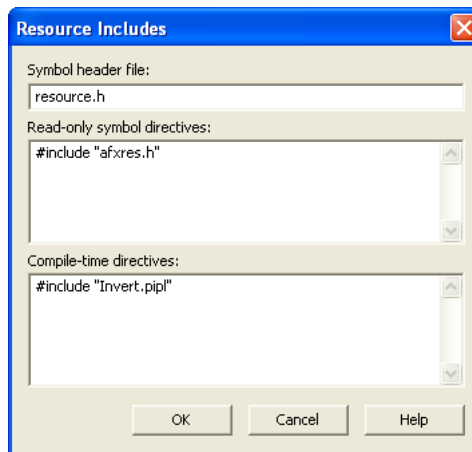 Resource Includes
Symbol header file:
resource.h
Read-only symbol directives:
#include "afxres.h"
Compile-time directives:
#include "Invert.pipl"
OK Cancel Help